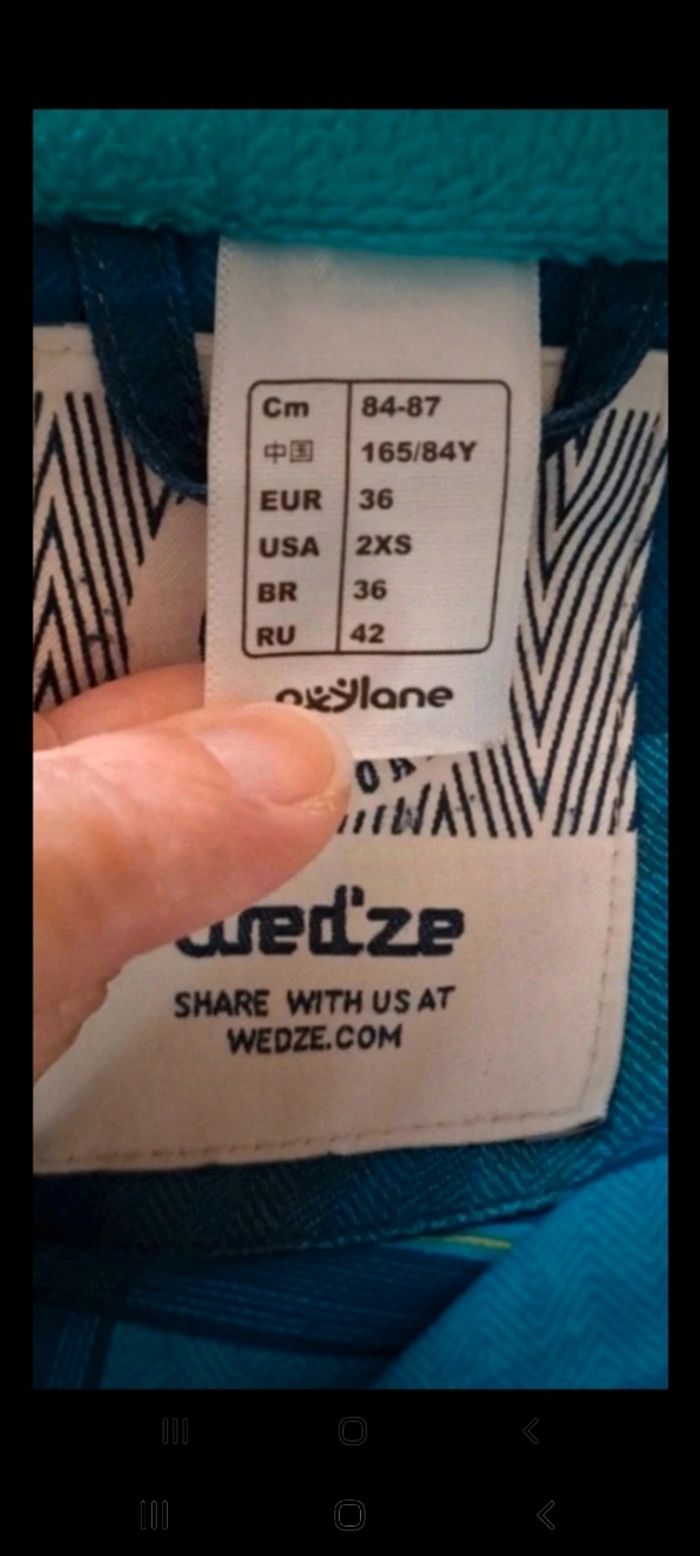 Cm 84-87
中国 165/84Y
EUR 36
USA 2XS
BR 36
RU 42
oxylane
wed'ze
SHARE WITH US AT
WEDZE.COM